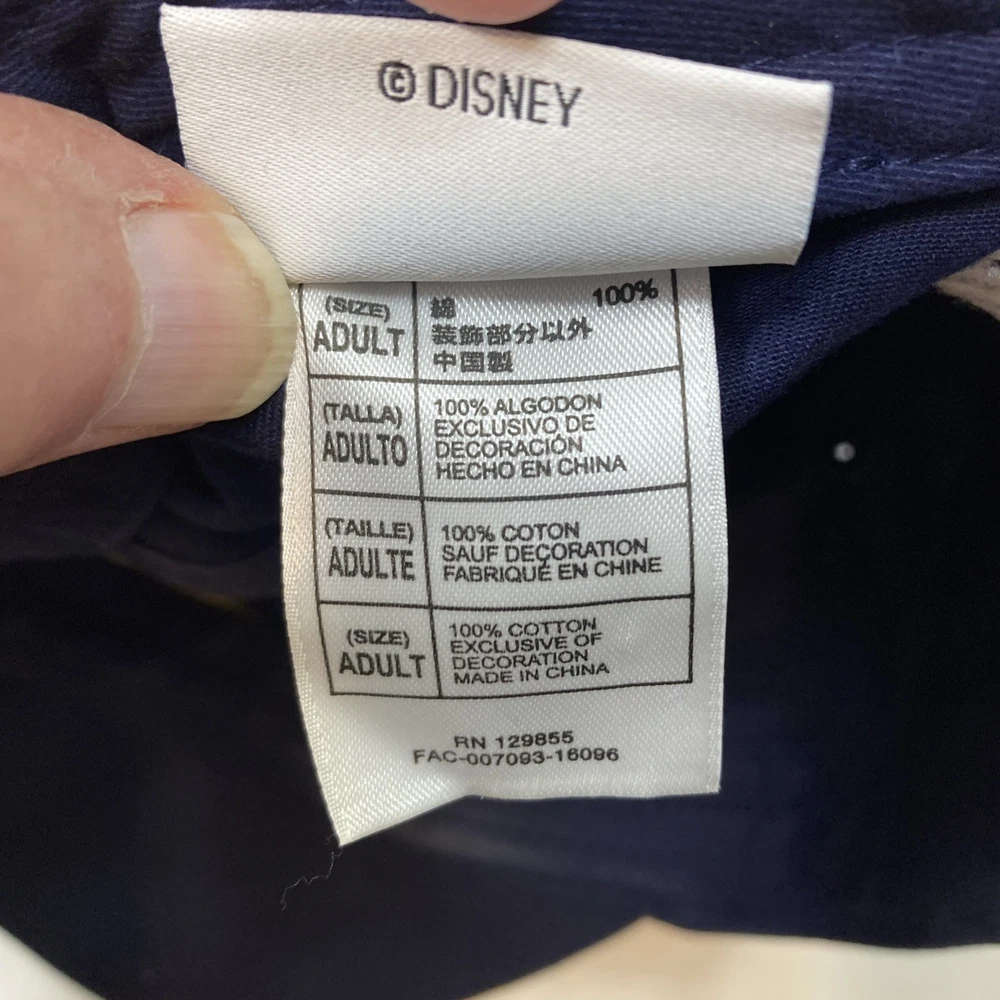 © DISNEY
(SIZE)
ADULT
綿 100%
装飾部分以外
中国製
(TALLA)
ADULTO
100% ALGODON
EXCLUSIVO DE
DECORACIÓN
HECHO EN CHINA
(TAILLE)
ADULTE
100% COTON
SAUF DEÇORATION
FABRIQUÉ EN CHINE
(SIZE)
ADULT
100% COTTON
EXCLUSIVE OF
DECORATION
MADE IN CHINA
RN 129855
FAC-007093-16096